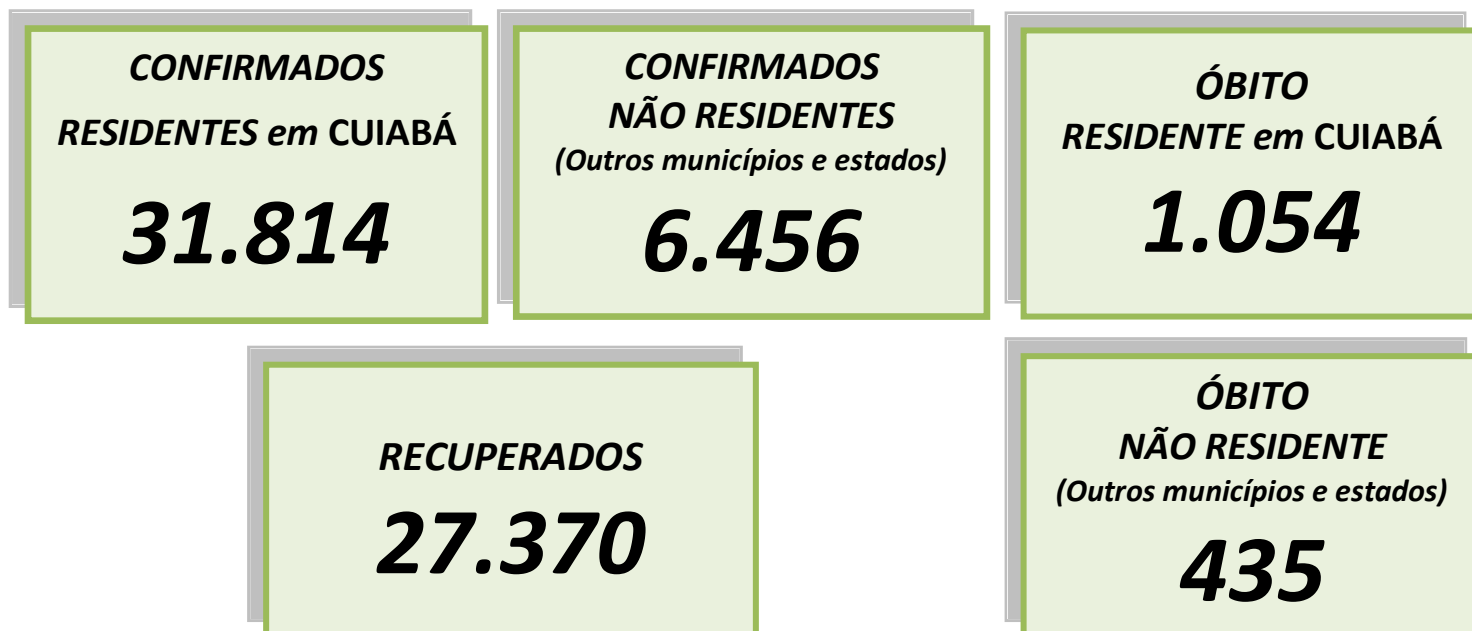 CONFIRMADOS
RESIDENTES em CUIABÁ
31.814
CONFIRMADOS
NÃO RESIDENTES
(Outros municípios e estados)
6.456
ÓBITO
RESIDENTE em CUIABÁ
1.054
RECUPERADOS
27.370
ÓBITO
NÃO RESIDENTE
(Outros municípios e estados)
435